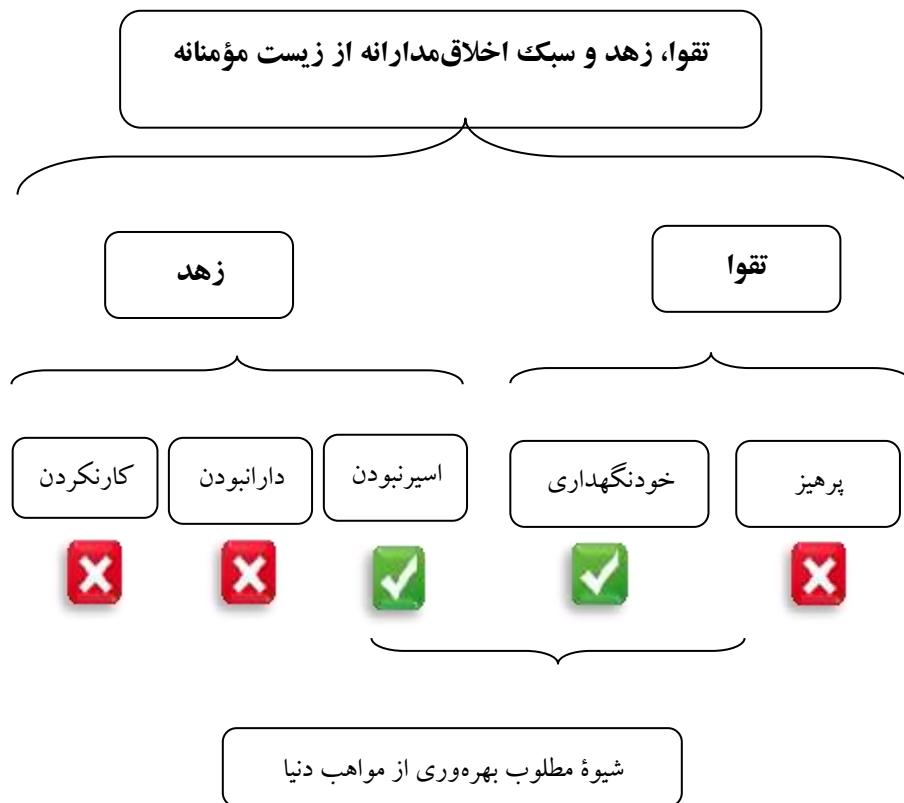 تقوا، زهد و سبک اخلاق‌مدارانه از زیست مؤمنانه
تقوا
زهد
پرهیز
خودنگهداری
اسیرنبودن
دارانبودن
کارنکردن
شیوۀ مطلوب بهره‌وری از مواهب دنیا